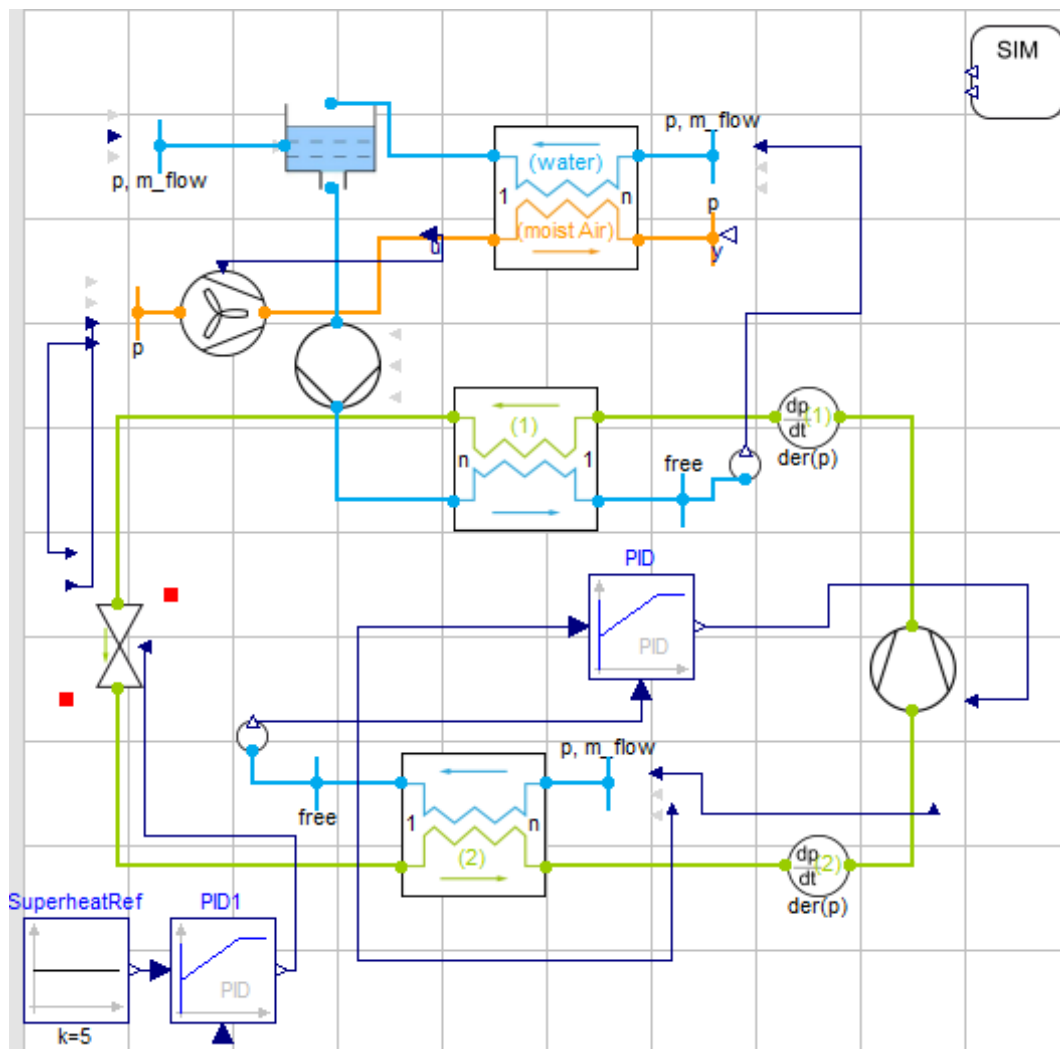 SIM
p, m_flow
p, m_flow
(water)
1
n
p
(moist Air)
u
y
p
(1)
n
1
dp
dt
(1)
der(p)
free
PID
PID
p, m_flow
free
1
n
(2)
dp
dt
(2)
der(p)
SuperheatRef
PID1
PID
k=5